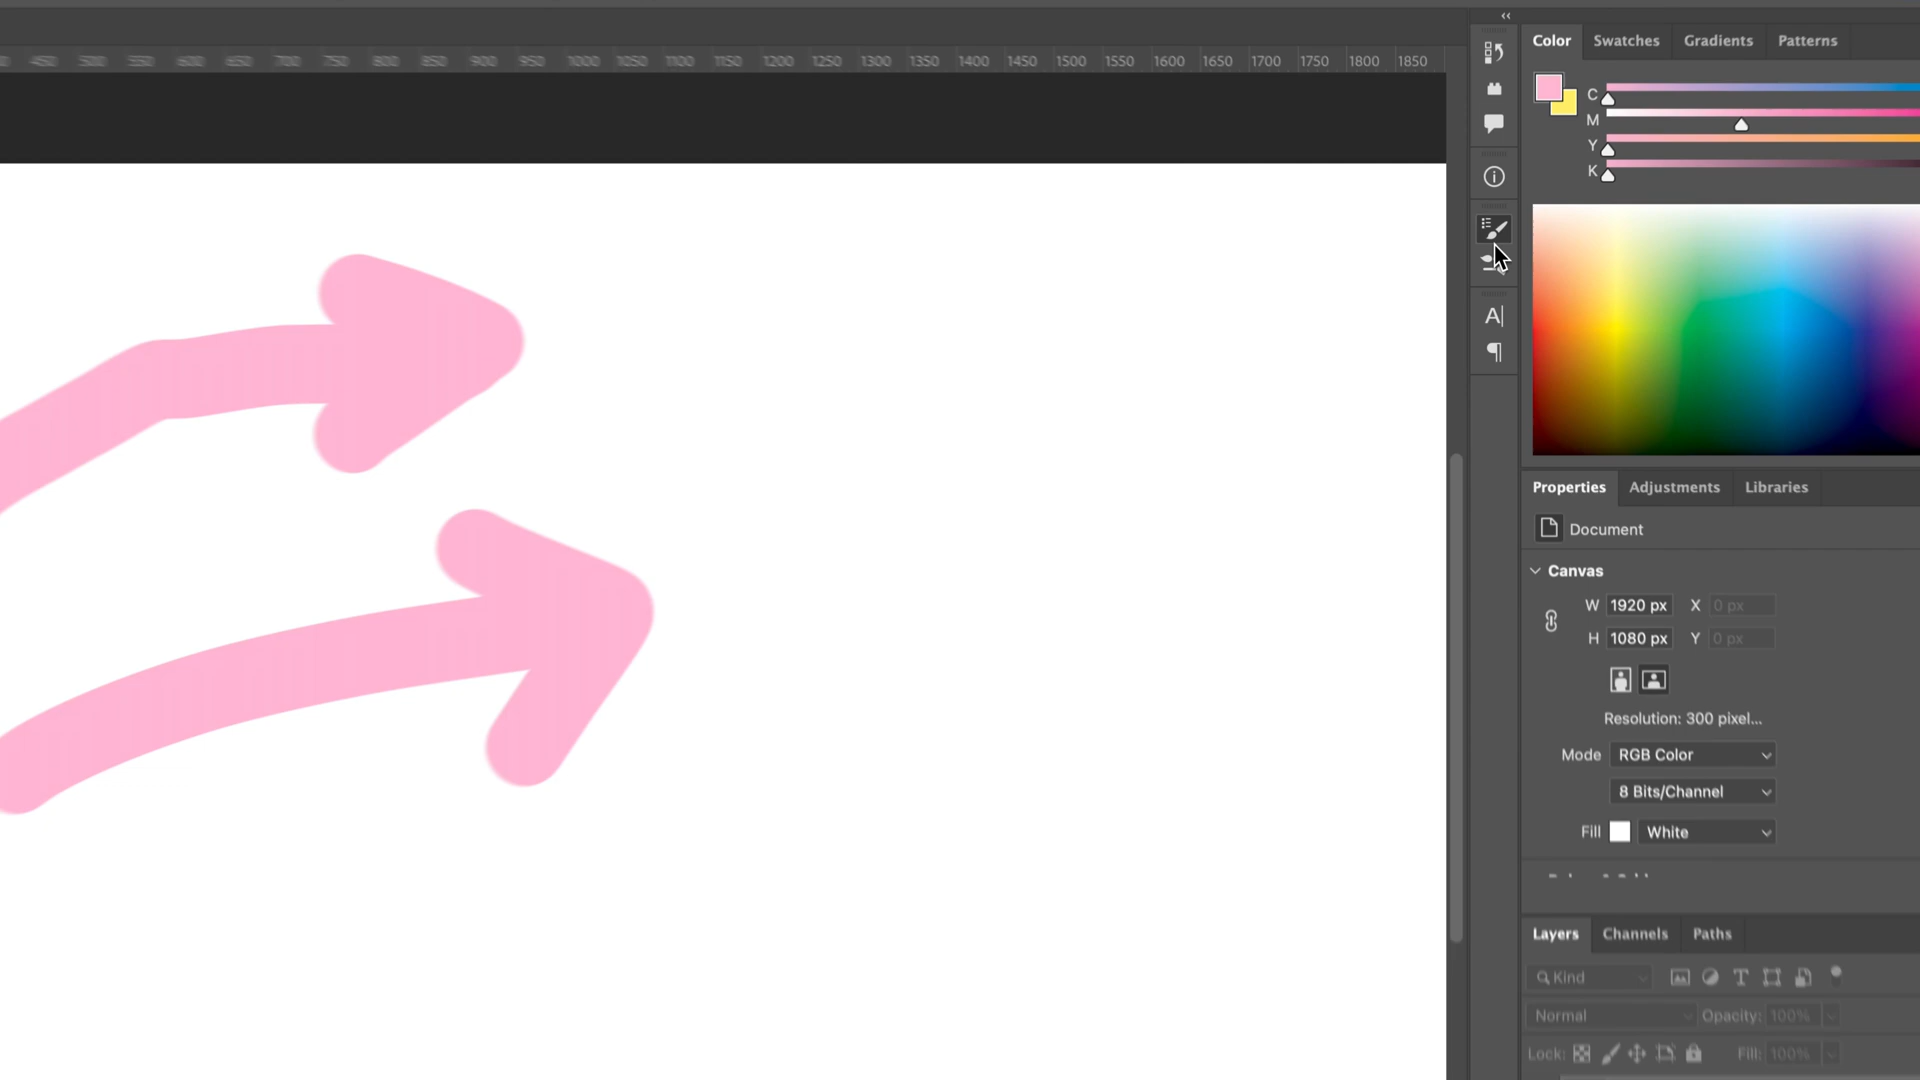 450 500 550 600 650 700 750 800 850 900 950 1000 1050 1100 1150 1200 1250 1300 1350 1400 1450 1500 1550 1600 1650 1700 1750 1800 1850
Color Swatches Gradients Patterns
C
M
Y
K
A
Properties Adjustments Libraries
Document
Canvas
W 1920 px X 0 px
H 1080 px Y 0 px
Resolution: 300 pixel...
Mode RGB Color
8 Bits/Channel
Fill White
Layers Channels Paths
Kind
Normal Opacity: 100%
Lock: Fill: 100%